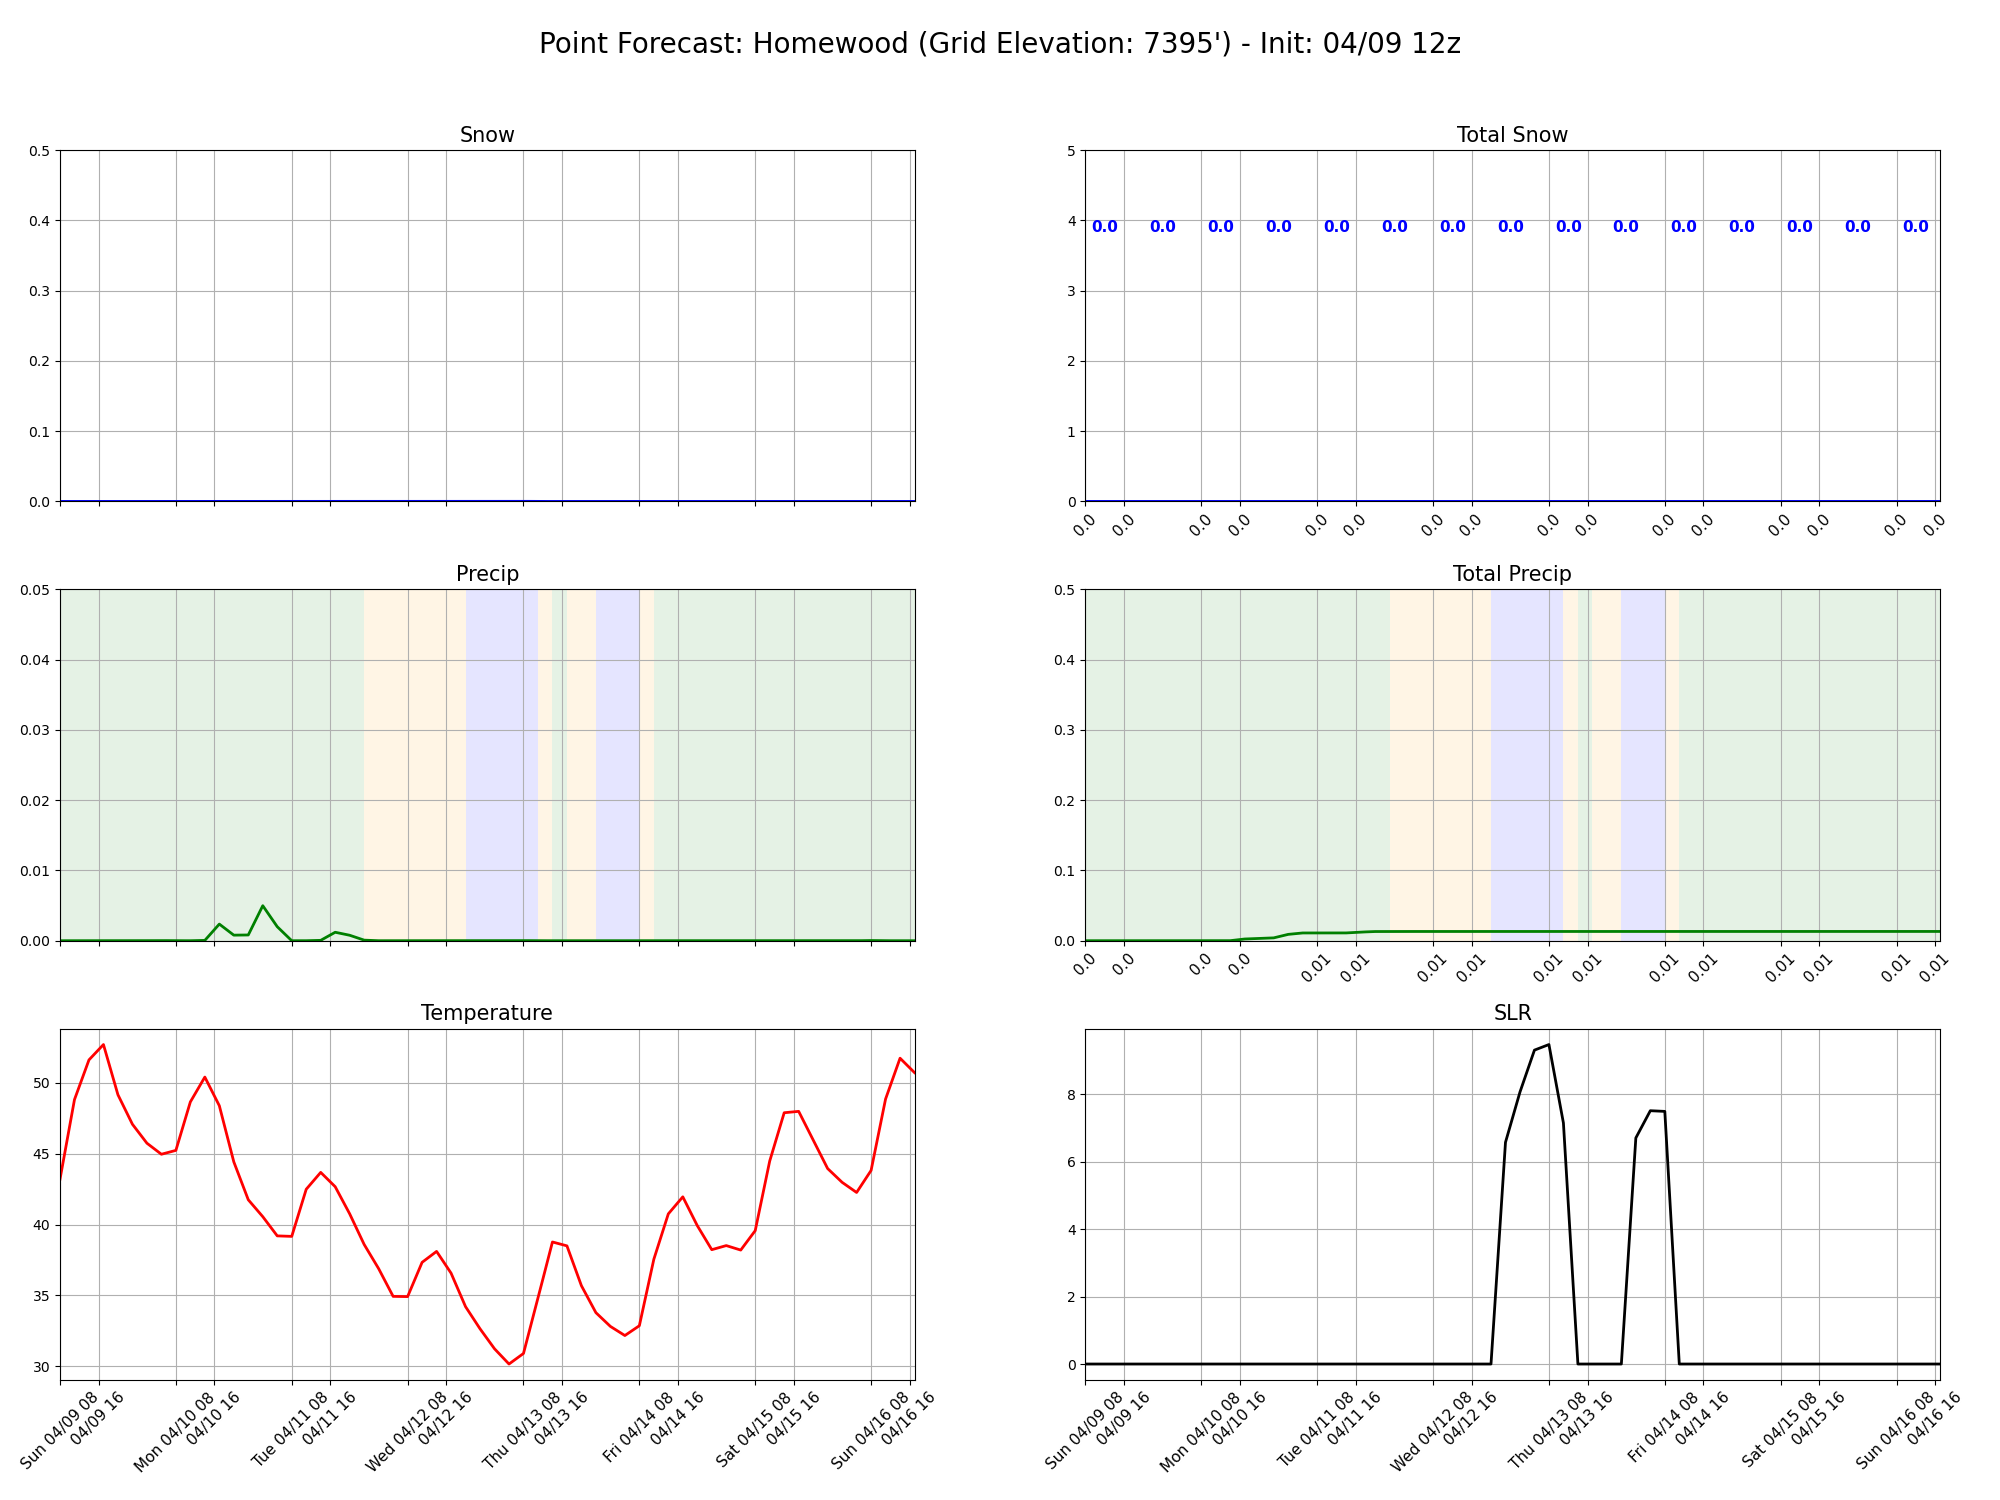 Point Forecast: Homewood (Grid Elevation: 7395') - Init: 04/09 12z
Snow
0.5
0.4
0.3
0.2
0.1
0.0
Total Snow
5
4
3
2
1
0
0.0 0.0 0.0 0.0 0.0 0.0 0.0 0.0 0.0 0.0 0.0 0.0 0.0 0.0 0.0
0.0 0.0 0.0 0.0 0.0 0.0 0.0 0.0 0.0 0.0 0.0 0.0 0.0 0.0 0.0 0.0
Precip
0.05
0.04
0.03
0.02
0.01
0.00
Total Precip
0.5
0.4
0.3
0.2
0.1
0.0
0.0 0.0 0.0 0.0 0.01 0.01 0.01 0.01 0.01 0.01 0.01 0.01 0.01 0.01 0.01 0.01
Temperature
50
45
40
35
30
Sun 04/09 08
04/09 16
Mon 04/10 08
04/10 16
Tue 04/11 08
04/11 16
Wed 04/12 08
04/12 16
Thu 04/13 08
04/13 16
Fri 04/14 08
04/14 16
Sat 04/15 08
04/15 16
Sun 04/16 08
04/16 16
SLR
8
6
4
2
0
Sun 04/09 08
04/09 16
Mon 04/10 08
04/10 16
Tue 04/11 08
04/11 16
Wed 04/12 08
04/12 16
Thu 04/13 08
04/13 16
Fri 04/14 08
04/14 16
Sat 04/15 08
04/15 16
Sun 04/16 08
04/16 16